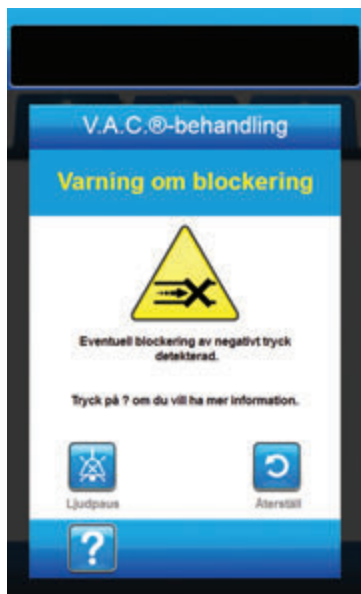 V.A.C.®-behandling
Varning om blockering
Eventuell blockering av negativt tryck
detekterad.
Tryck på ? om du vill ha mer information.
Ljudpaus
Återställ
?